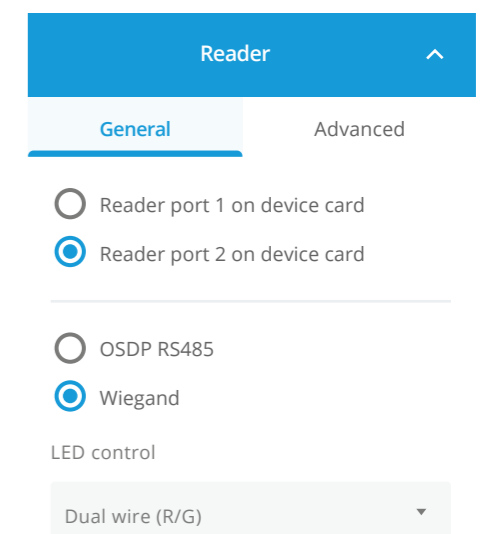 Reader
General Advanced
Reader port 1 on device card
Reader port 2 on device card
OSDP RS485
Wiegand
LED control
Dual wire (R/G)